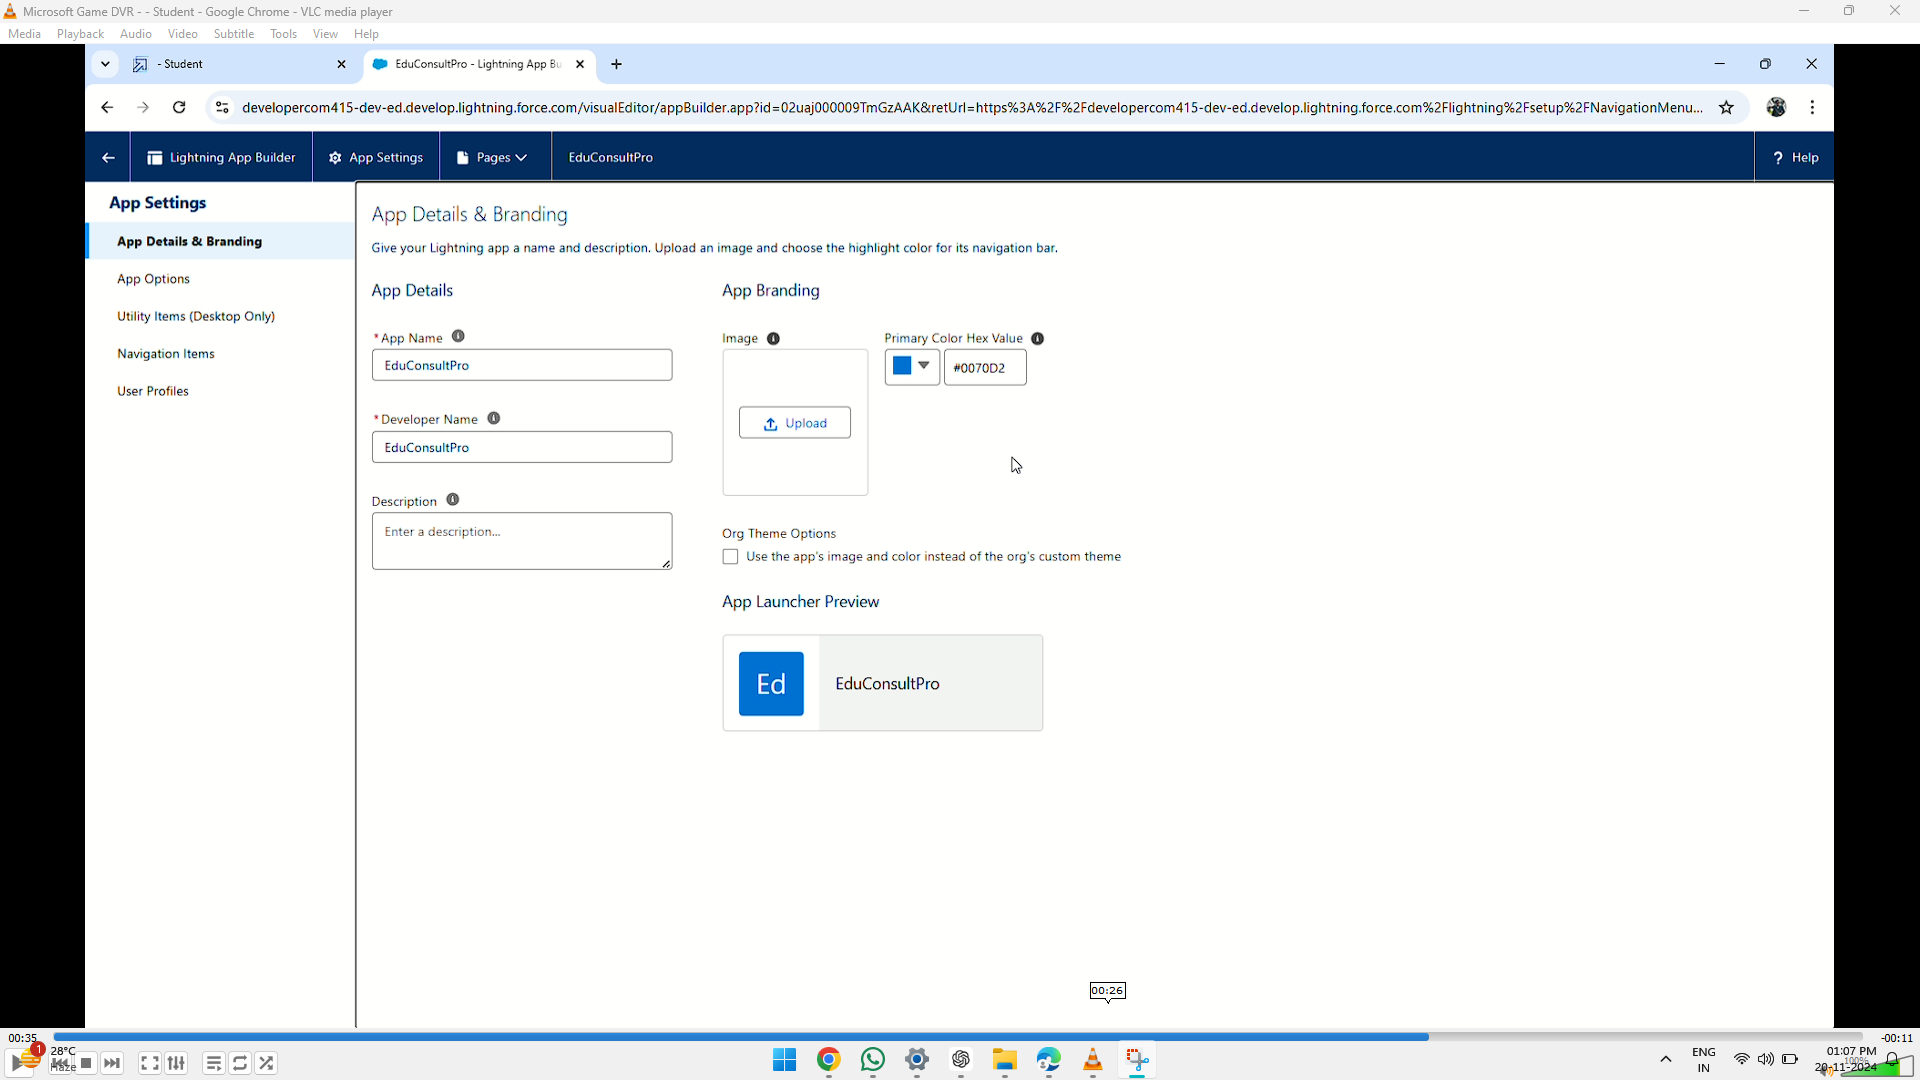 Microsoft Game DVR - - Student - Google Chrome - VLC media player
Media Playback Audio Video Subtitle Tools View Help
- Student
EduConsultPro - Lightning App Bu
developercom415-dev-ed.develop.lightning.force.com/visualEditor/appBuilder.app?id=02uaj000009TmGzAAK&retUrl=https%3A%2F%2Fdevelopercom415-dev-ed.develop.lightning.force.com%2Flightning%2Fsetup%2FNavigationMenu...
Lightning App Builder
App Settings
Pages
EduConsultPro
? Help
App Settings
App Details & Branding
App Options
Utility Items (Desktop Only)
Navigation Items
User Profiles
App Details & Branding
Give your Lightning app a name and description. Upload an image and choose the highlight color for its navigation bar.
App Details
*App Name
EduConsultPro
*Developer Name
EduConsultPro
Description
Enter a description...
App Branding
Image
Upload
Primary Color Hex Value
#0070D2
Org Theme Options
Use the app's image and color instead of the org's custom theme
App Launcher Preview
Ed
EduConsultPro
00:26
00:35
-00:11
1
28°C
Haze
ENG
IN
01:07 PM
20-11-2024
100%